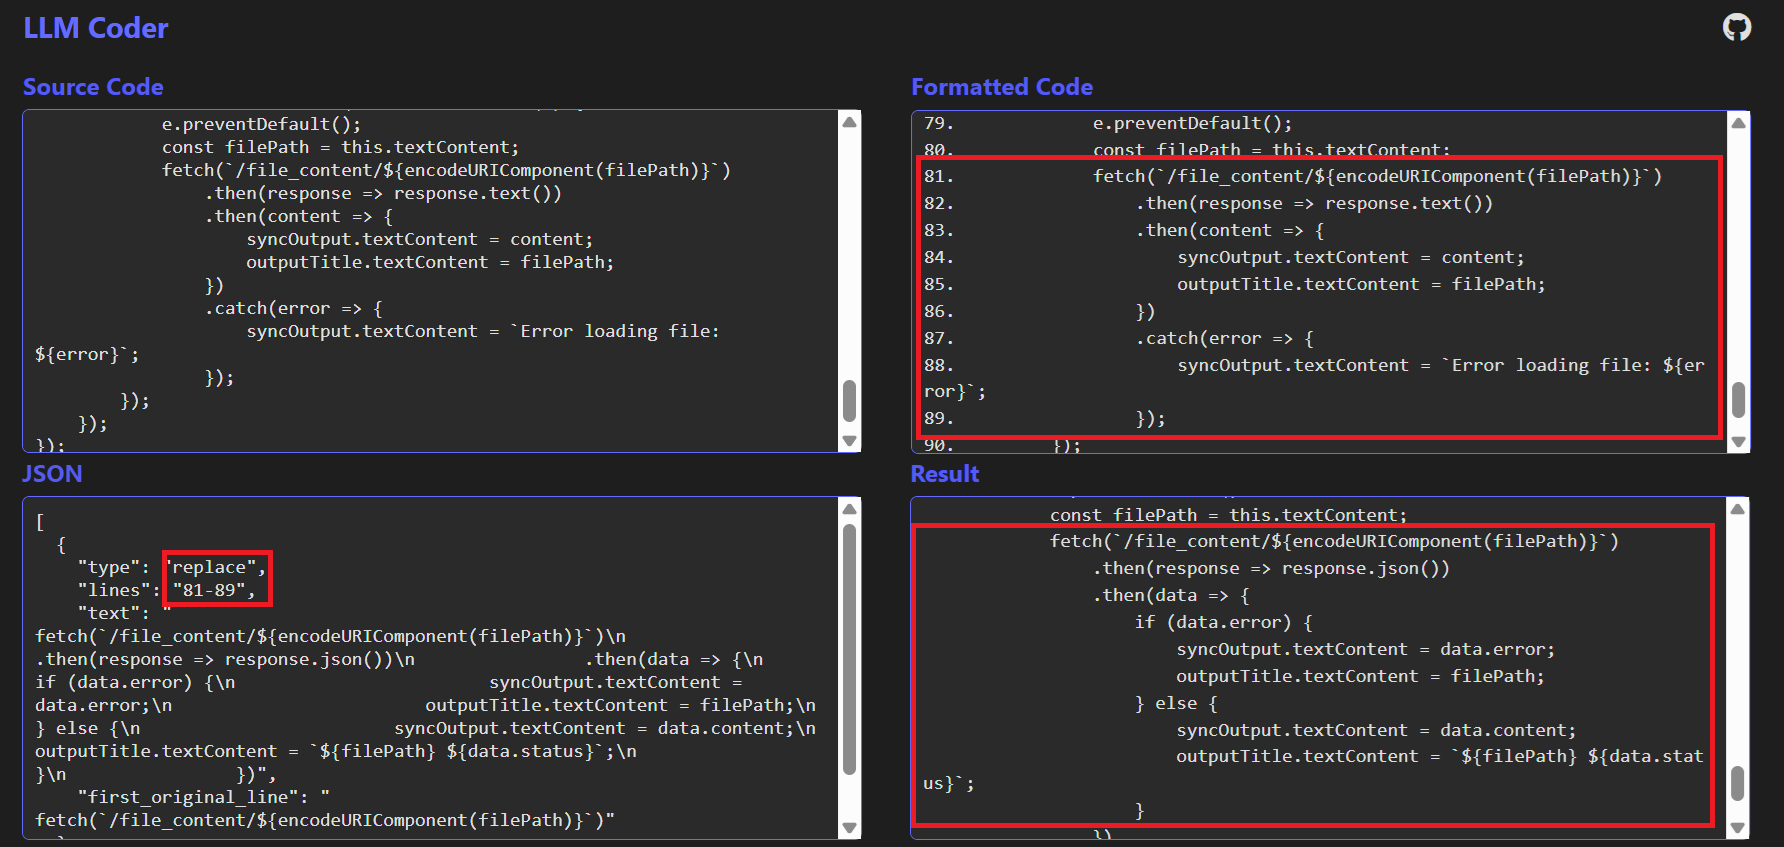 LLM Coder
Source Code
e.preventDefault();
const filePath = this.textContent;
fetch(`/file_content/${encodeURIComponent(filePath)}`)
.then(response => response.text())
.then(content => {
syncOutput.textContent = content;
outputTitle.textContent = filePath;
})
.catch(error => {
syncOutput.textContent = `Error loading file:
${error}`;
});
});
});
});
Formatted Code
79. e.preventDefault();
80. const filePath = this.textContent;
81. fetch(`/file_content/${encodeURIComponent(filePath)}`)
82. .then(response => response.text())
83. .then(content => {
84. syncOutput.textContent = content;
85. outputTitle.textContent = filePath;
86. })
87. .catch(error => {
88. syncOutput.textContent = `Error loading file: ${er
ror}`;
89. });
90. });
JSON
[
{
"type": "replace",
"lines": "81-89",
"text": "
fetch(`/file_content/${encodeURIComponent(filePath)}`)\n
.then(response => response.json())\n .then(data => {\n
if (data.error) {\n syncOutput.textContent =
data.error;\n outputTitle.textContent = filePath;\n
} else {\n syncOutput.textContent = data.content;\n
outputTitle.textContent = `${filePath} ${data.status}`;\n
}\n })",
"first_original_line": "
fetch(`/file_content/${encodeURIComponent(filePath)}`)"
Result
const filePath = this.textContent;
fetch(`/file_content/${encodeURIComponent(filePath)}`)
.then(response => response.json())
.then(data => {
if (data.error) {
syncOutput.textContent = data.error;
outputTitle.textContent = filePath;
} else {
syncOutput.textContent = data.content;
outputTitle.textContent = `${filePath} ${data.stat
us}`;
}
})